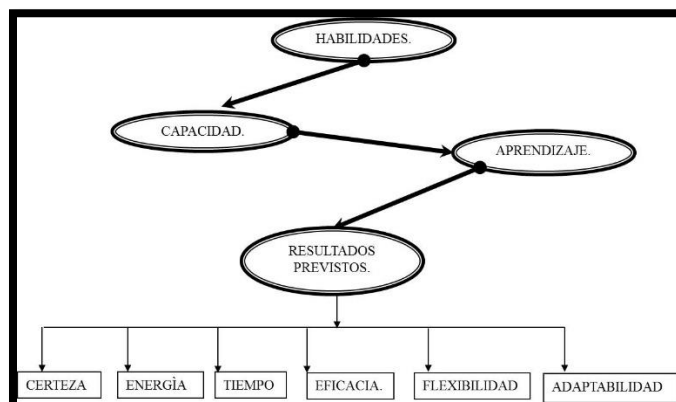 HABILIDADES.
CAPACIDAD.
APRENDIZAJE.
RESULTADOS
PREVISTOS.
CERTEZA
ENERGÌA
TIEMPO
EFICACIA.
FLEXIBILIDAD
ADAPTABILIDAD